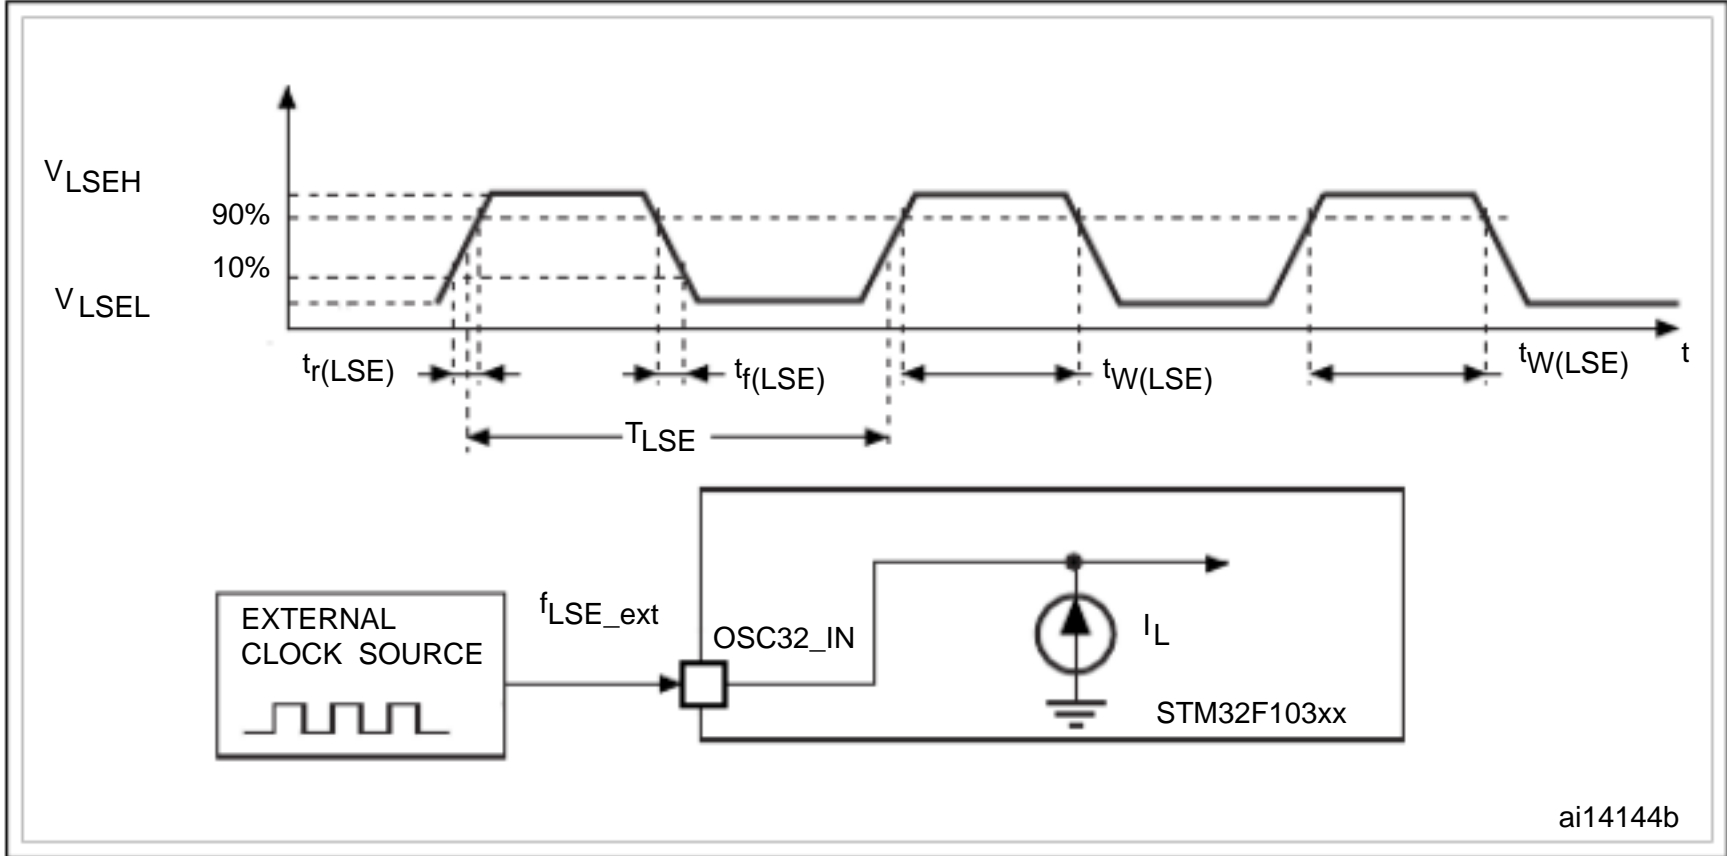 VLSEH
90%
10%
VLSEL
tr(LSE)
tf(LSE)
tW(LSE)
tW(LSE)
t
TLSE
EXTERNAL
CLOCK SOURCE
fLSE_ext
OSC32_IN
IL
STM32F103xx
ai14144b